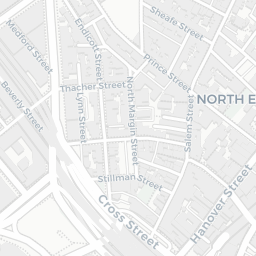 Medford Street
Endicott Street
Sheafe Street
Prince Street
Beverly Street
Thacher Street
Lynn Street
North Margin Street
NORTH E
Salem Street
Stillman Street
Hanover Street
Cross Street